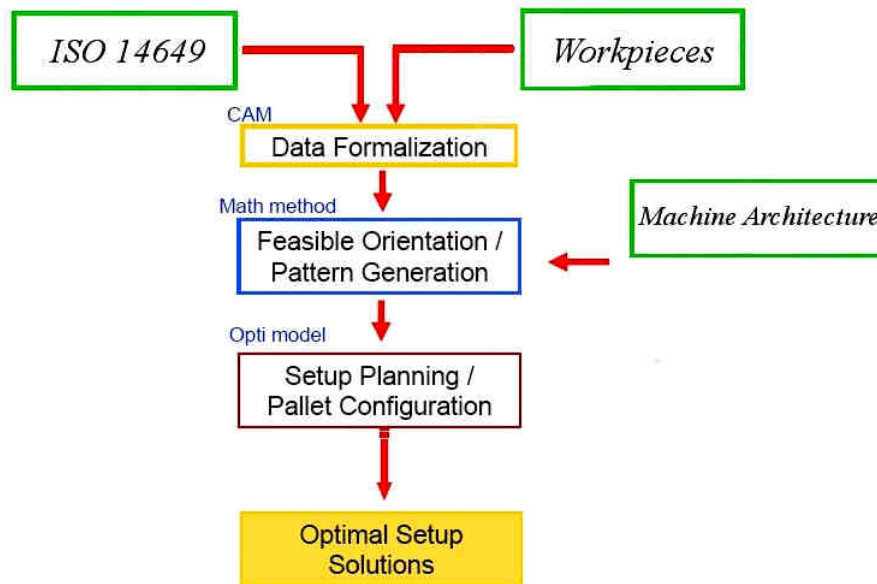 ISO 14649
Workpieces
CAM
Data Formalization
Math method
Machine Architecture
Feasible Orientation /
Pattern Generation
Opti model
Setup Planning /
Pallet Configuration
Optimal Setup
Solutions